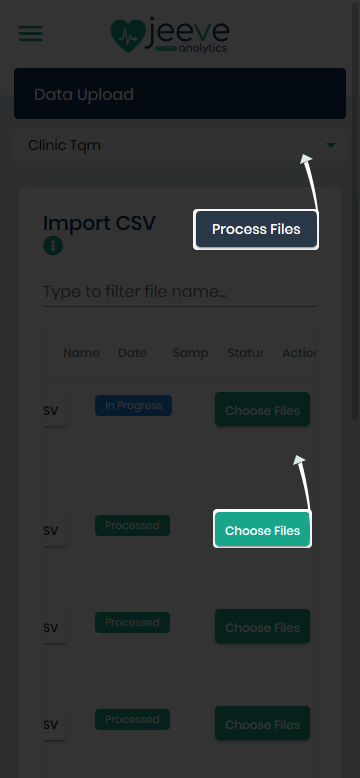 jeeve
analytics
Data Upload
Clinic Tqm
Import CSV
Process Files
Type to filter file name...
Name Date Samp Status Action
SV In Progress Choose Files
SV Processed Choose Files
SV Processed Choose Files
SV Processed Choose Files